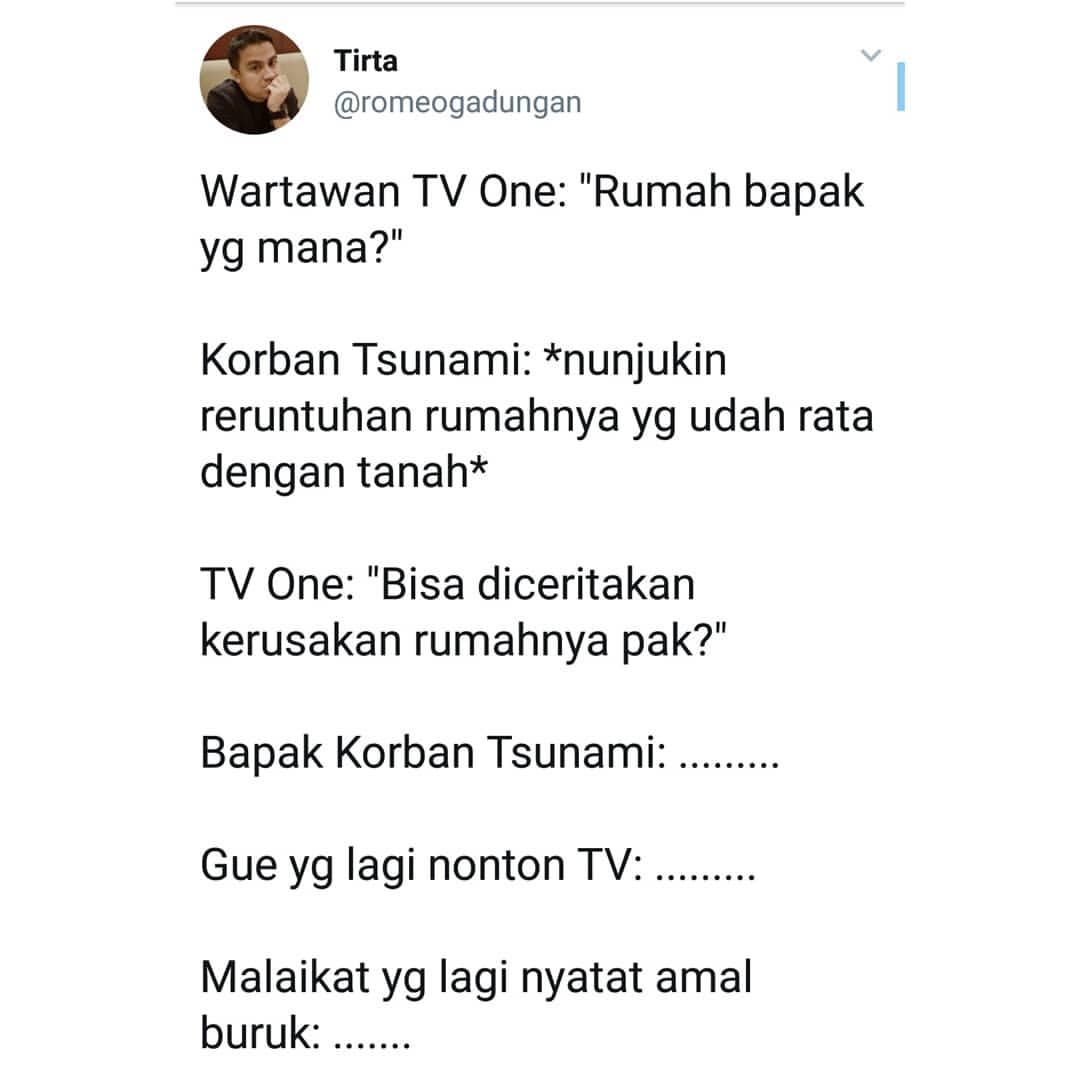 Tirta
@romeogadungan
Wartawan TV One: "Rumah bapak
yg mana?"
Korban Tsunami: *nunjukin
reruntuhan rumahnya yg udah rata
dengan tanah*
TV One: "Bisa diceritakan
kerusakan rumahnya pak?"
Bapak Korban Tsunami: .........
Gue yg lagi nonton TV: .........
Malaikat yg lagi nyatat amal
buruk: .......